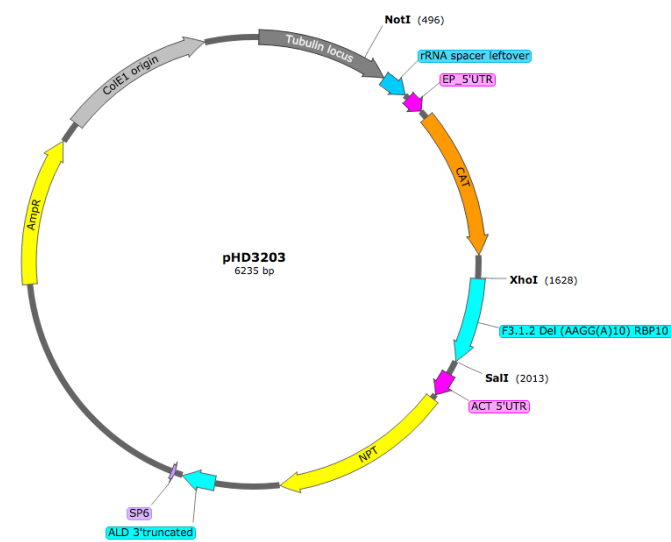 NotI (496)
Tubulin locus
rRNA spacer leftover
EP_5'UTR
ColE1 origin
CAT
AmpR
pHD3203
6235 bp
XhoI (1628)
F3.1.2 Del (AAGG(A)10) RBP10
SalI (2013)
ACT 5'UTR
NPT
SP6
ALD 3'truncated